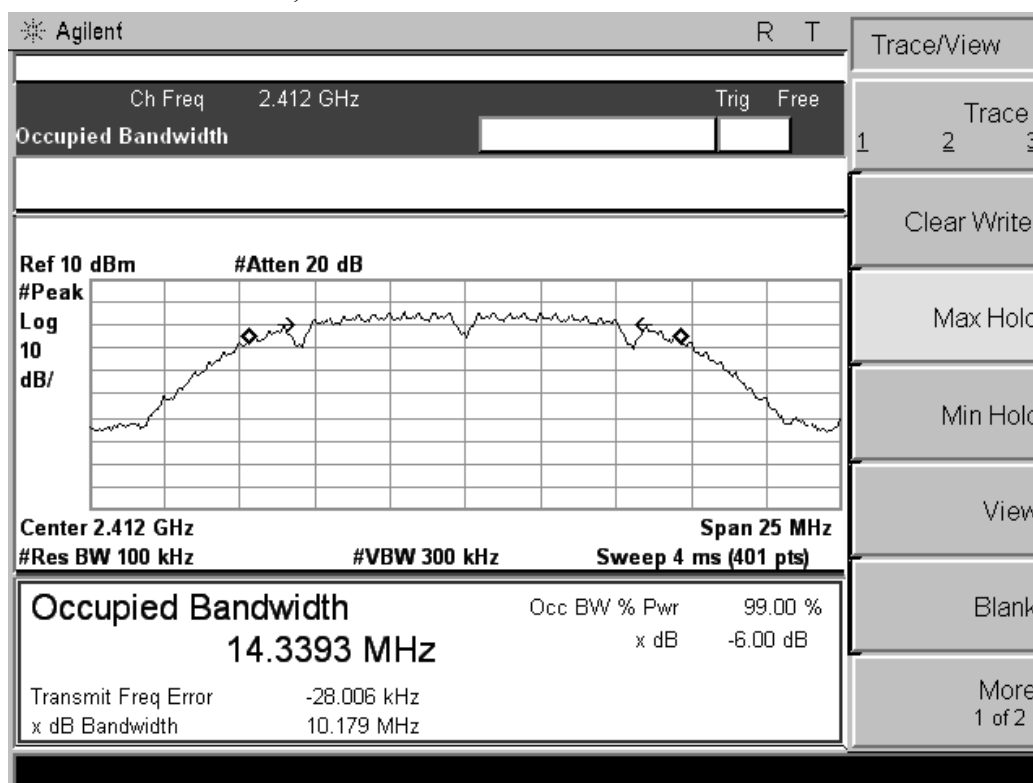 Agilent R T
Trace/View
Ch Freq 2.412 GHz Trig Free
Occupied Bandwidth
Trace
1 2 3
Clear Write
Max Hold
Min Hold
View
Blank
More
1 of 2
Ref 10 dBm #Atten 20 dB
#Peak
Log
10
dB/
Center 2.412 GHz Span 25 MHz
#Res BW 100 kHz #VBW 300 kHz Sweep 4 ms (401 pts)
Occupied Bandwidth
14.3393 MHz
Occ BW % Pwr 99.00 %
x dB -6.00 dB
Transmit Freq Error -28.006 kHz
x dB Bandwidth 10.179 MHz